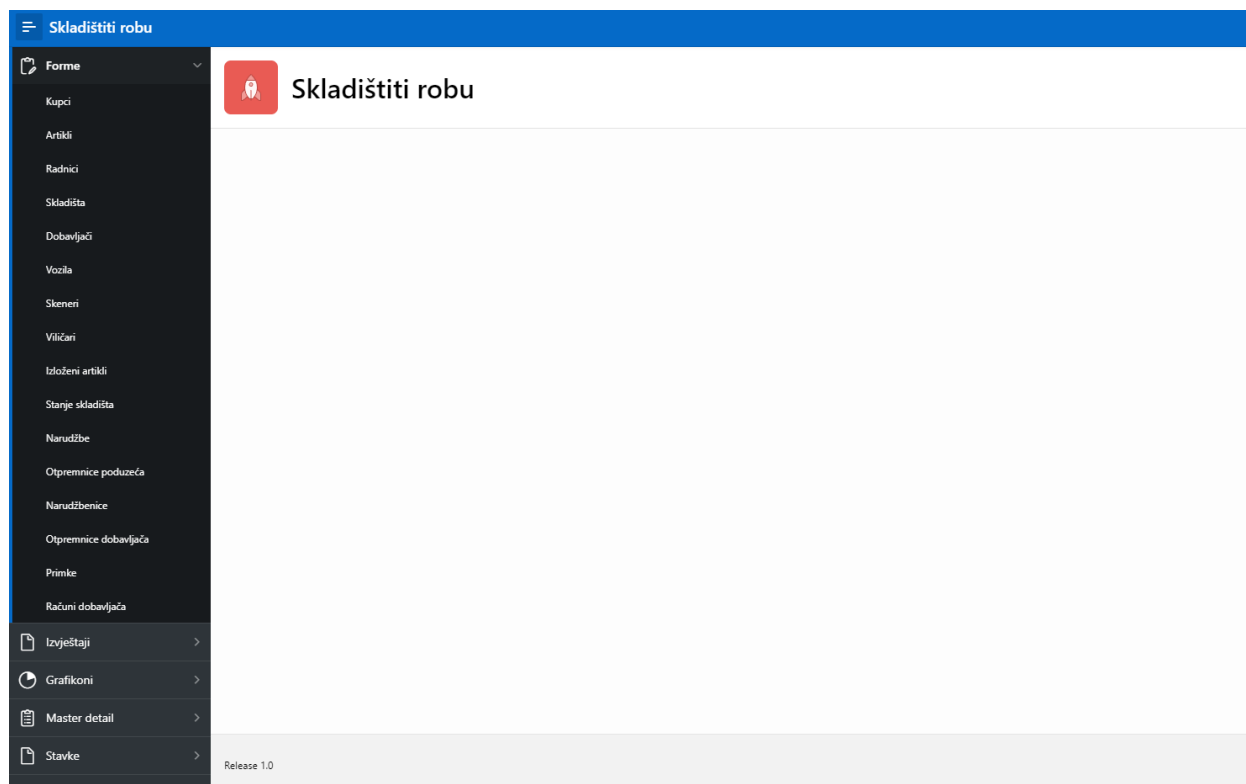 Skladištiti robu
Forme
Kupci
Artikli
Radnici
Skladišta
Dobavljači
Vozila
Skeneri
Viličari
Izloženi artikli
Stanje skladišta
Narudžbe
Otpremnice poduzeća
Narudžbenice
Otpremnice dobavljača
Primke
Računi dobavljača
Izvještaji
Grafikoni
Master detail
Stavke
Skladištiti robu
Release 1.0